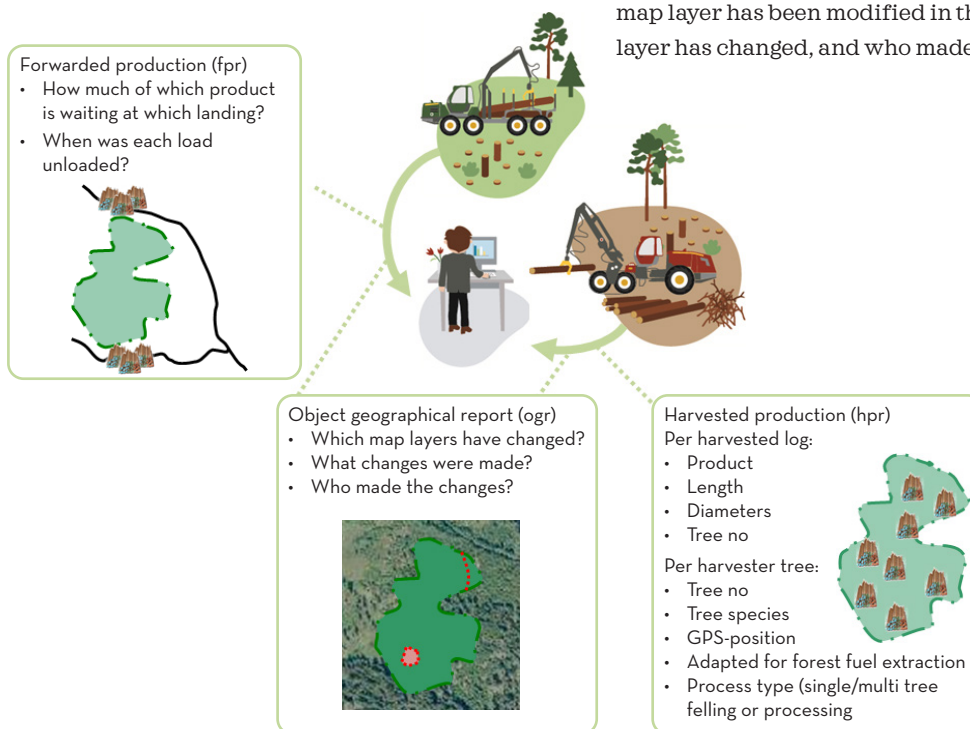 map layer has been modified in th
layer has changed, and who made
Forwarded production (fpr)
• How much of which product
is waiting at which landing?
• When was each load
unloaded?
Object geographical report (ogr)
• Which map layers have changed?
• What changes were made?
• Who made the changes?
Harvested production (hpr)
Per harvested log:
• Product
• Length
• Diameters
• Tree no
Per harvester tree:
• Tree no
• Tree species
• GPS-position
• Adapted for forest fuel extraction
• Process type (single/multi tree
felling or processing